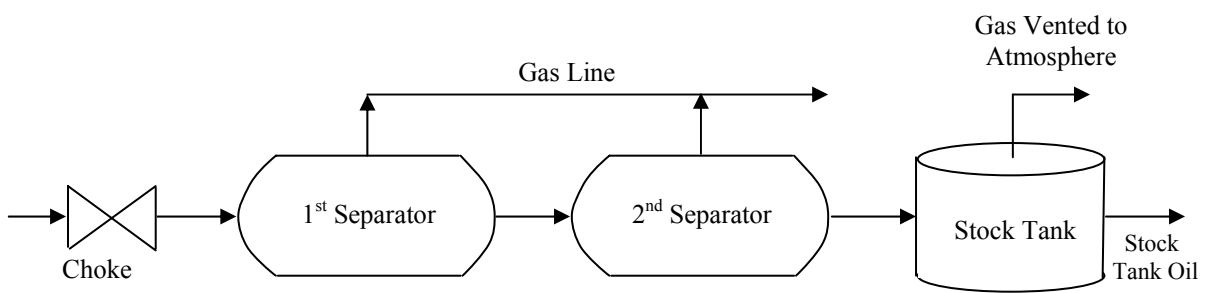 Gas Vented to
Atmosphere
Gas Line
1st Separator
2nd Separator
Stock Tank
Choke
Stock
Tank Oil